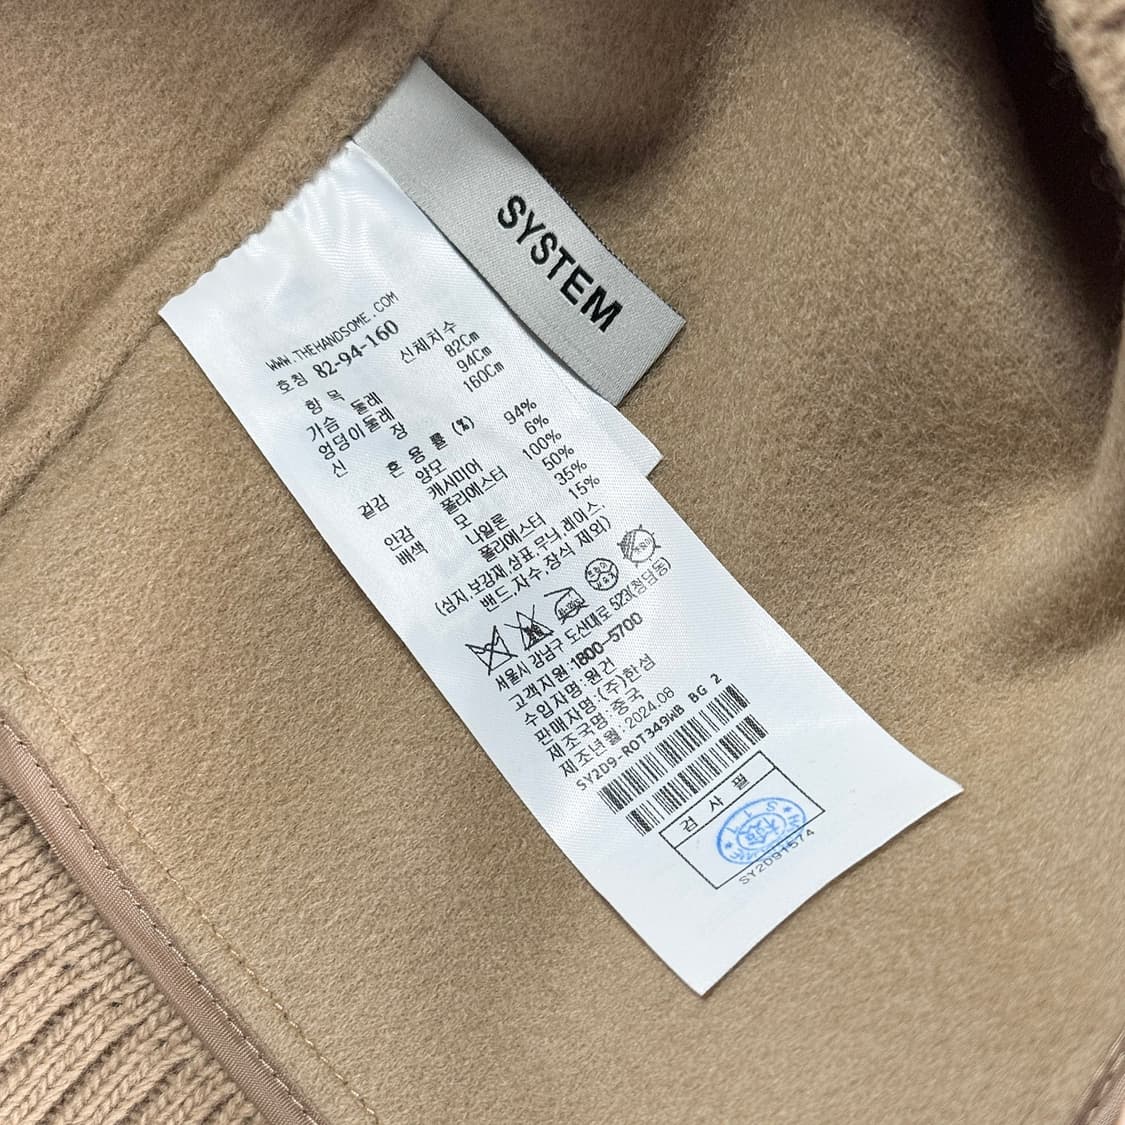 SYSTEM
WWW.THEHANDSOME.COM
호칭 82-94-160
항 목 신체치수
가슴 둘레 82Cm
엉덩이둘레 94Cm
신 장 160Cm
혼 용 률 (%)
겉감 양모 94%
캐시미어 6%
안감 폴리에스터 100%
배색 모 50%
나일론 35%
폴리에스터 15%
(심지,보강재,상표,무늬,레이스,
밴드,자수,장식 제외)
서울시 강남구 도산대로 523(청담동)
고객지원:1800-5700
수입자명:원건
판매자명:(주)한섬
제조국명:중국
제조년월:2024.08
SY2D9-ROT349WB BG 2
검 사 필
SY2D91574